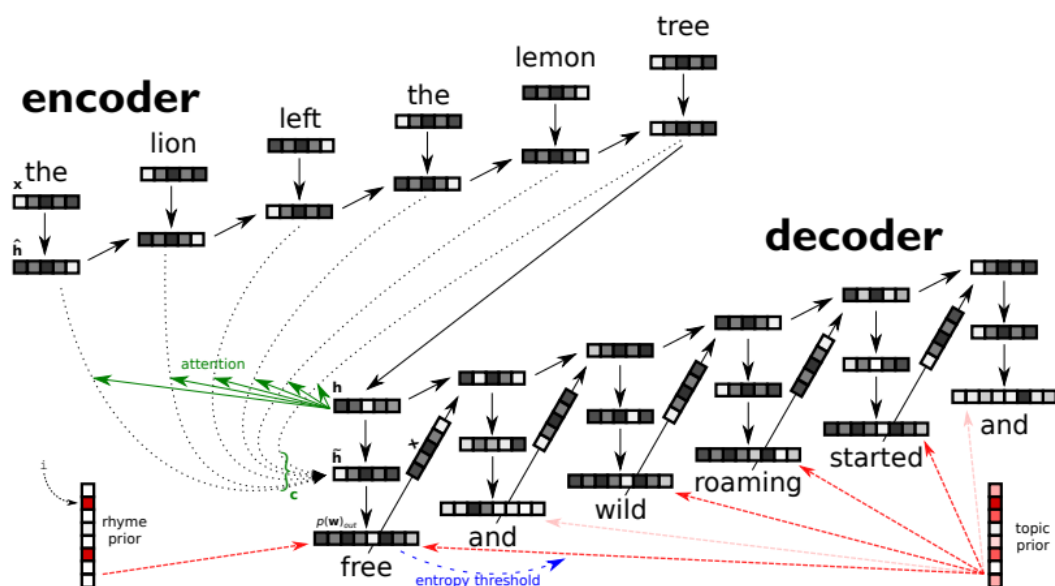 encoder
the
lion
left
the
lemon
tree
x
ĥ
decoder
attention
h
x
h̃
c
i
rhyme
prior
p(w)out
free
and
wild
roaming
started
and
entropy threshold
topic
prior